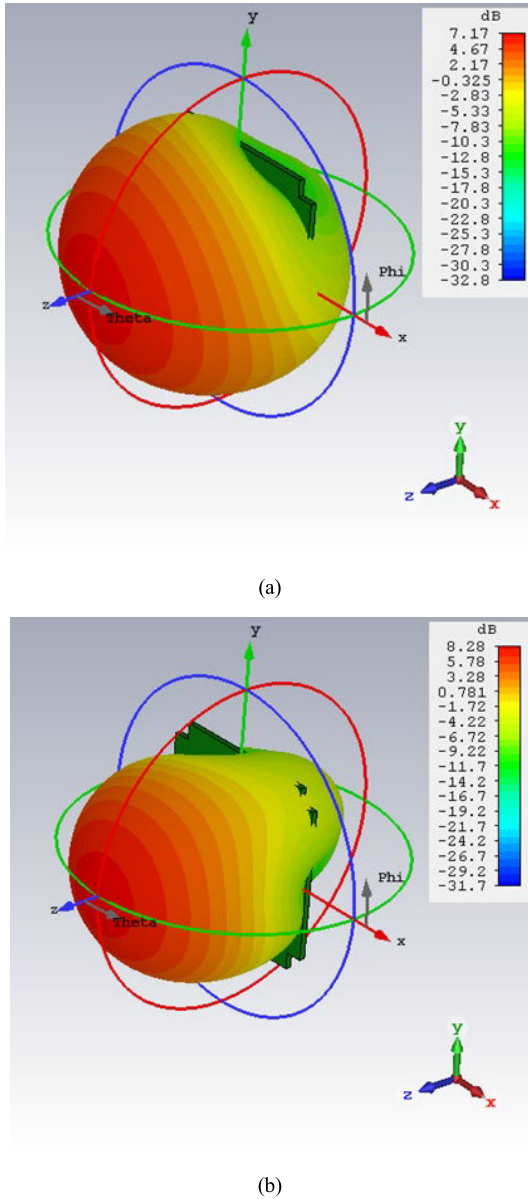 dB
7.17
4.67
2.17
-0.325
-2.83
-5.33
-7.83
-10.3
-12.8
-15.3
-17.8
-20.3
-22.8
-25.3
-27.8
-30.3
-32.8
y
Phi
z
Theta
x
y
z
x
(a)
dB
8.28
5.78
3.28
0.781
-1.72
-4.22
-6.72
-9.22
-11.7
-14.2
-16.7
-19.2
-21.7
-24.2
-26.7
-29.2
-31.7
y
Phi
z
Theta
x
y
z
x
(b)